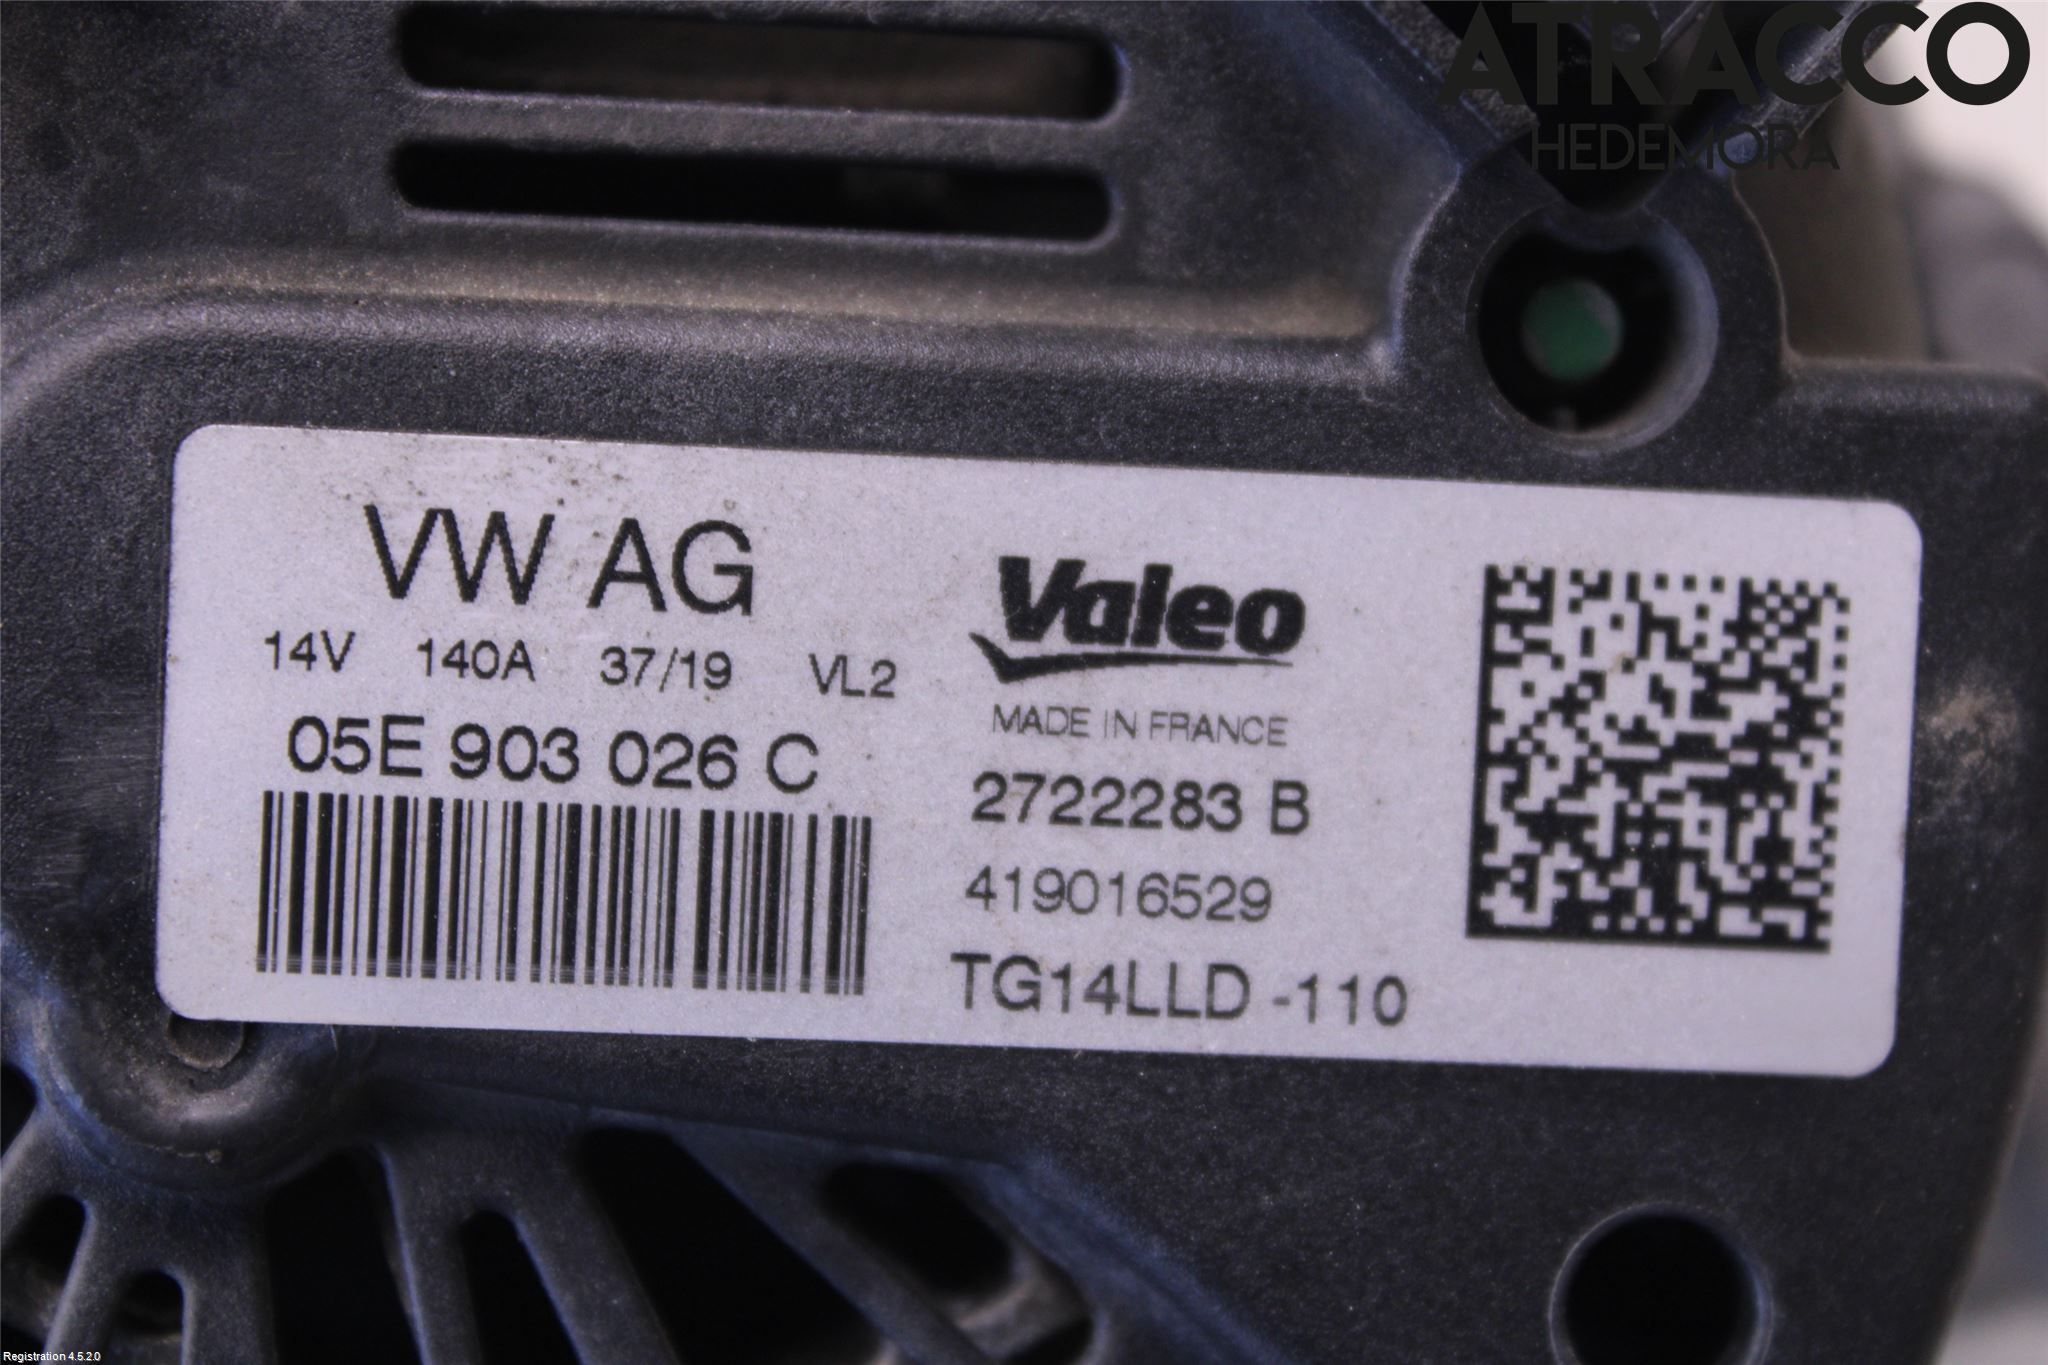 ATRACCO
HEDEMORA
VW AG
14V 140A 37/19 VL2
05E 903 026 C
Valeo
MADE IN FRANCE
2722283 B
419016529
TG14LLD -110
Registration 4.5.2.0